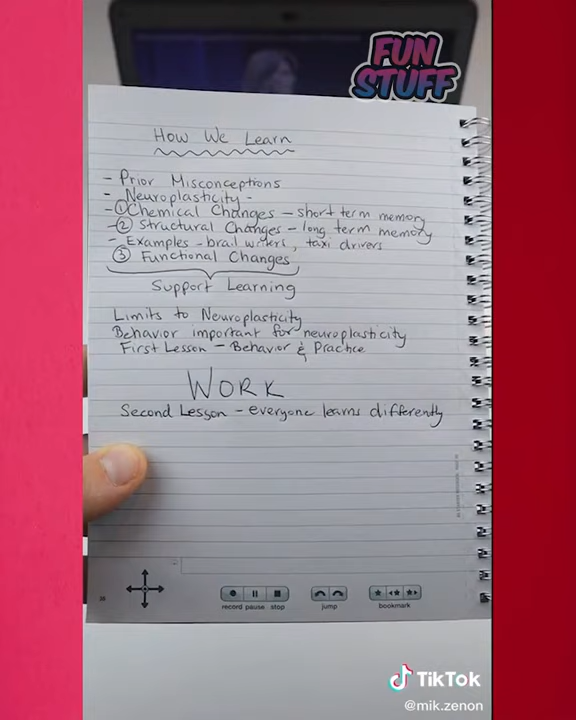 FUN
STUFF
How We Learn
- Prior Misconceptions
- Neuroplasticity -
- ① Chemical Changes - short term memory
- ② Structural Changes - long term memory
- Examples - brail writers, taxi drivers
③ Functional Changes
Support Learning
Limits to Neuroplasticity
Behavior important for neuroplasticity
First Lesson - Behavior & Practice
WORK
Second Lesson - everyone learns differently
38
record pause stop
jump
bookmark
TikTok
@mik.zenon